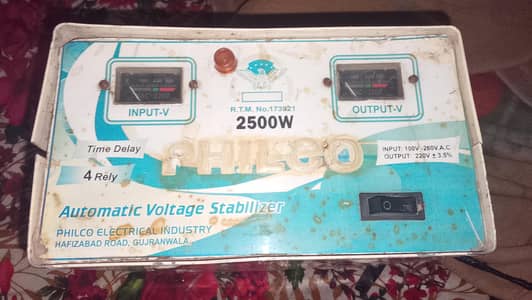 INPUT-V
OUTPUT-V
R.T.M. No.173921
2500W
Time Delay
PHILCO
INPUT: 100V -260V.A.C
OUTPUT: 220V ± 3.5%
4 Rely
Automatic Voltage Stabilizer
PHILCO ELECTRICAL INDUSTRY
HAFIZABAD ROAD, GUJRANWALA.